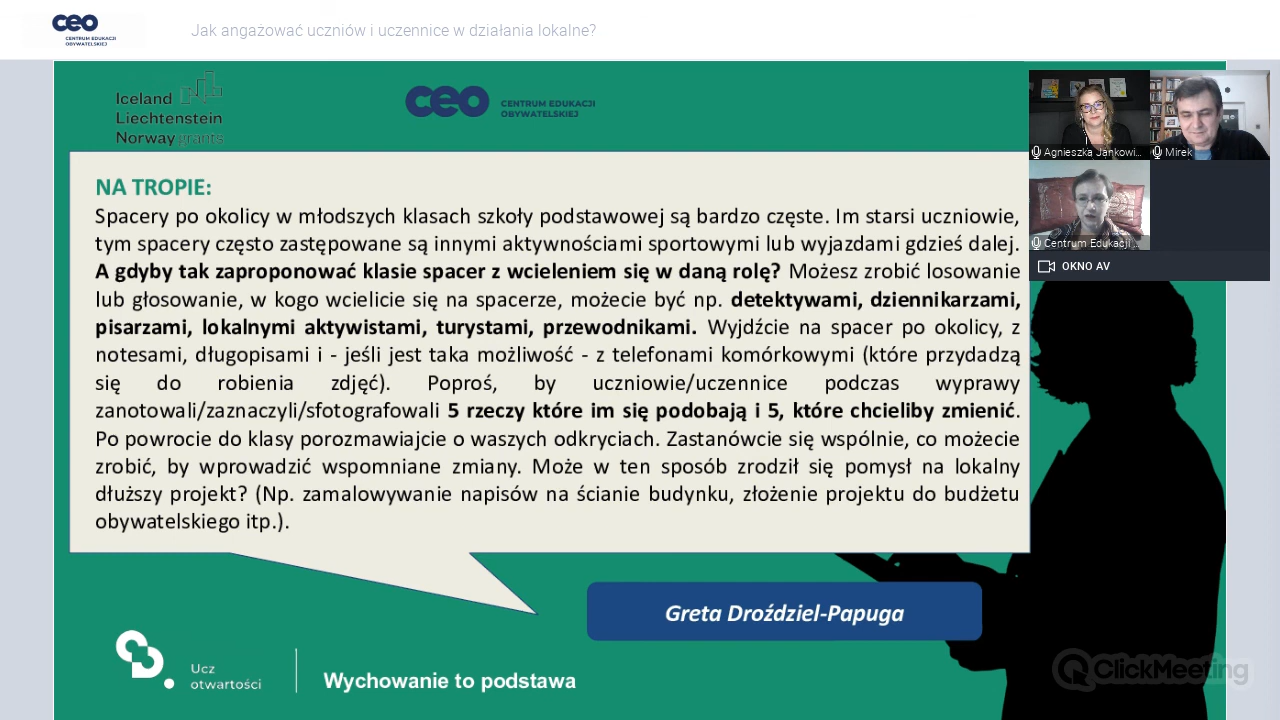 ceo
CENTRUM EDUKACJI
OBYWATELSKIEJ
Jak angażować uczniów i uczennice w działania lokalne?
Iceland
Liechtenstein
Norway grants
ceo
CENTRUM EDUKACJI
OBYWATELSKIEJ
Agnieszka Jankowi...
Mirek
Centrum Edukacji ...
OKNO AV
NA TROPIE:
Spacery po okolicy w młodszych klasach szkoły podstawowej są bardzo częste. Im starsi uczniowie,
tym spacery często zastępowane są innymi aktywnościami sportowymi lub wyjazdami gdzieś dalej.
A gdyby tak zaproponować klasie spacer z wcieleniem się w daną rolę? Możesz zrobić losowanie
lub głosowanie, w kogo wcielicie się na spacerze, możecie być np. detektywami, dziennikarzami,
pisarzami, lokalnymi aktywistami, turystami, przewodnikami. Wyjdźcie na spacer po okolicy, z
notesami, długopisami i - jeśli jest taka możliwość - z telefonami komórkowymi (które przydadzą
się do robienia zdjęć). Poproś, by uczniowie/uczennice podczas wyprawy
zanotowali/zaznaczyli/sfotografowali 5 rzeczy które im się podobają i 5, które chcieliby zmienić.
Po powrocie do klasy porozmawiajcie o waszych odkryciach. Zastanówcie się wspólnie, co możecie
zrobić, by wprowadzić wspomniane zmiany. Może w ten sposób zrodził się pomysł na lokalny
dłuższy projekt? (Np. zamalowywanie napisów na ścianie budynku, złożenie projektu do budżetu
obywatelskiego itp.).
Greta Droździel-Papuga
Ucz
otwartości
Wychowanie to podstawa
ClickMeeting